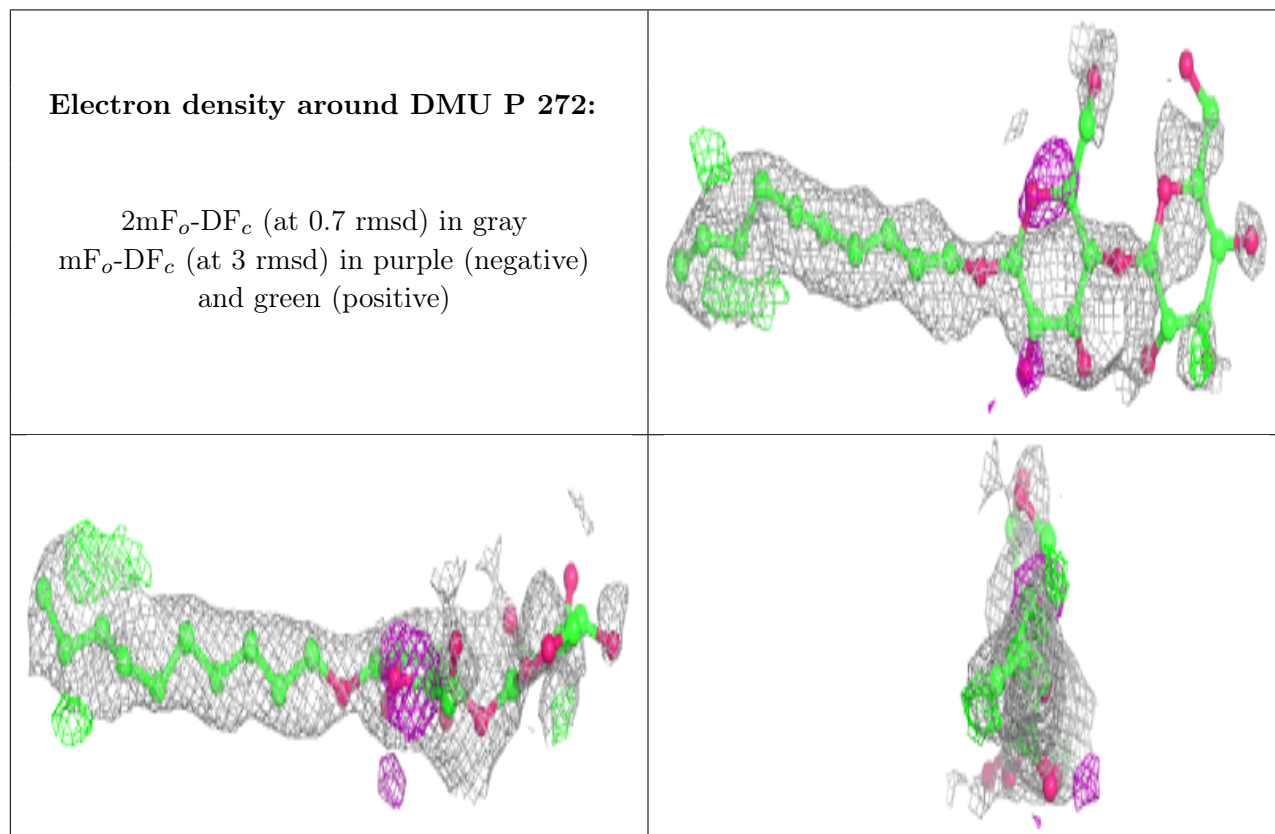 Electron density around DMU P 272:
2mFo-DFc (at 0.7 rmsd) in gray
mFo-DFc (at 3 rmsd) in purple (negative)
and green (positive)